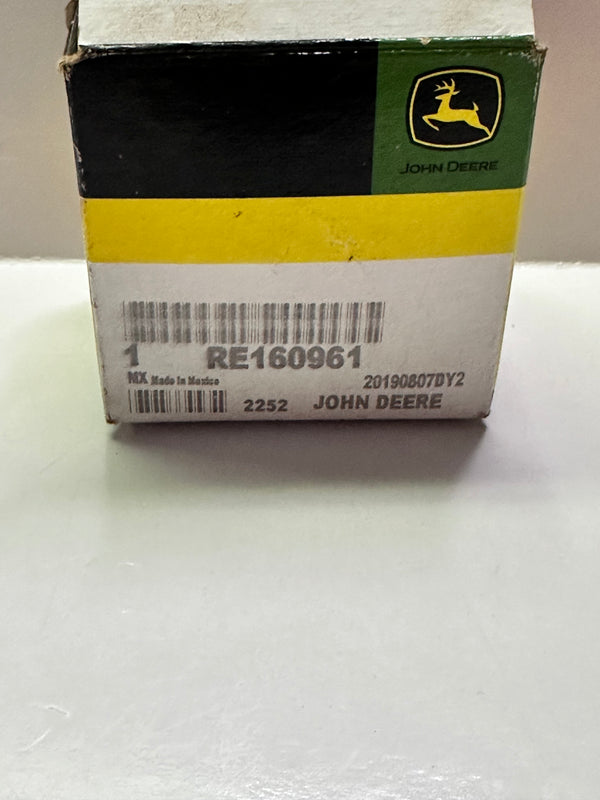 JOHN DEERE
1 RE160961
MX Made In Mexico
20190807DY2
2252 JOHN DEERE